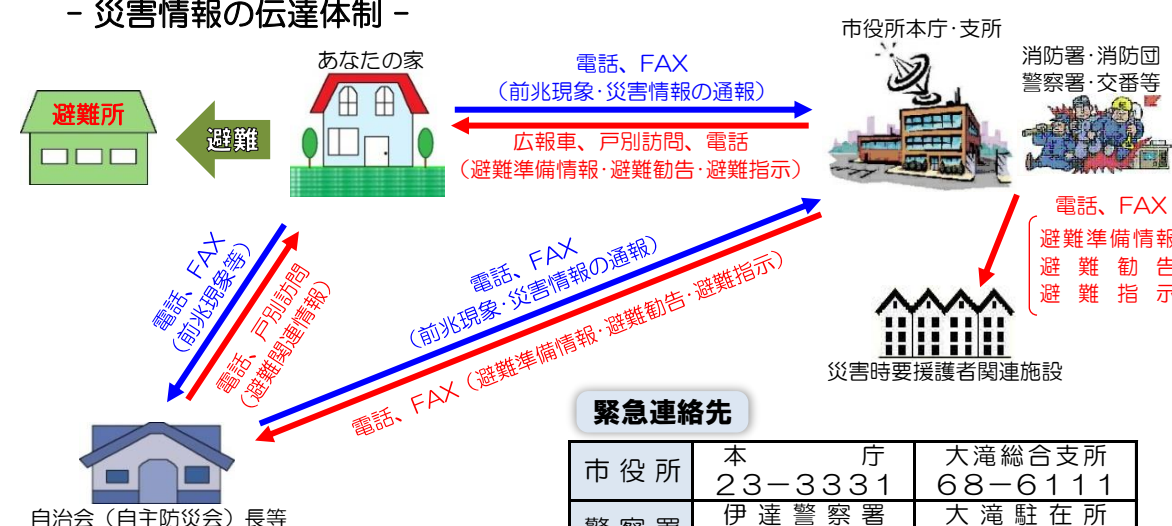 - 災害情報の伝達体制 -
市役所本庁･支所
あなたの家
消防署･消防団
警察署･交番等
電話、FAX
（前兆現象･災害情報の通報）
避難所
避難
広報車、戸別訪問、電話
（避難準備情報･避難勧告･避難指示）
電話、FAX
避難準備情報
避難勧告
避難指示
電話、FAX
（前兆現象等）
電話、戸別訪問
（避難関連情報）
電話、FAX
（前兆現象･災害情報の通報）
電話、FAX（避難準備情報･避難勧告･避難指示）
災害時要援護者関連施設
緊急連絡先
市役所 本庁 大滝総合支所
23－3331 68－6111
警察署 伊達警察署 大滝駐在所
自治会（自主防災会）長等